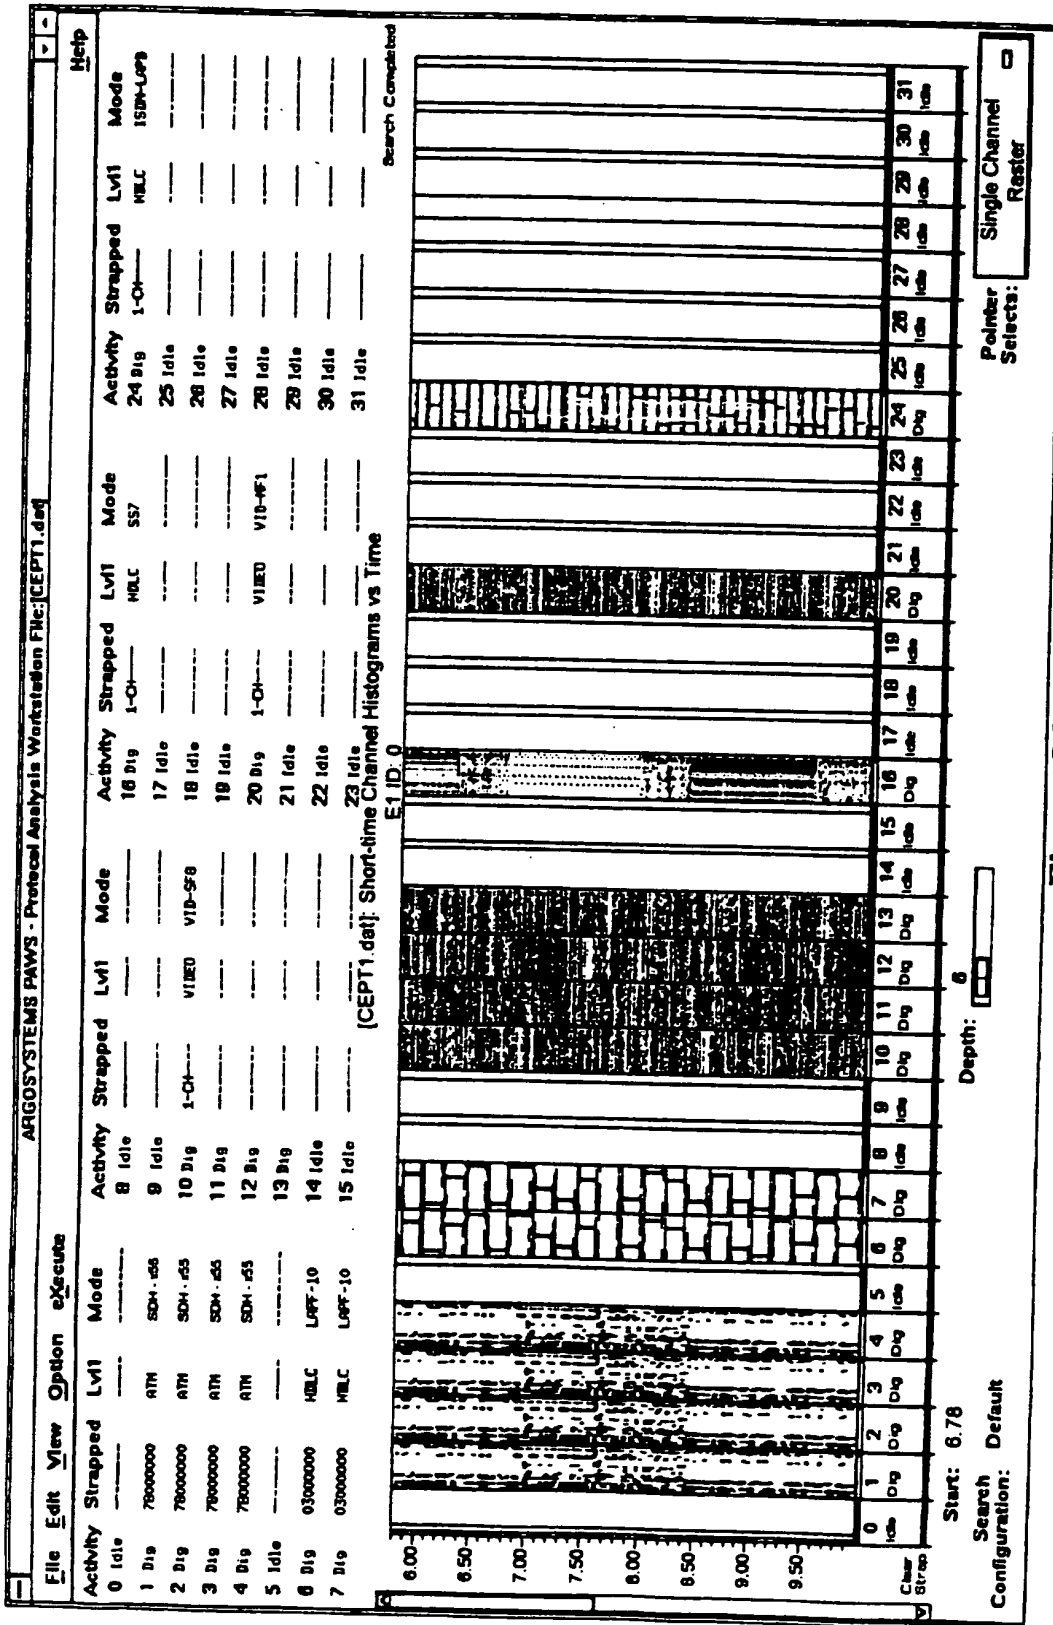 ARGOSYSTEMS PAWS - Protocol Analysis Workstation File:[CEPT1.dat]
File Edit View Option eXecute Help
Activity Strapped Lvl1 Mode Activity Strapped Lvl1 Mode Activity Strapped Lvl1 Mode Activity Strapped Lvl1 Mode
0 Idle -------- ----- -------- 8 Idle -------- ----- -------- 16 Dig 1-CH---- HDLC SS7 24 Dig 1-CH---- HDLC ISDN-LAPD
1 Dig 78000000 ATM SDH-r55 9 Idle -------- ----- -------- 17 Idle -------- ----- -------- 25 Idle -------- ----- --------
2 Dig 78000000 ATM SDH-r55 10 Dig 1-CH---- VIDEO VID-SF8 18 Idle -------- ----- -------- 26 Idle -------- ----- --------
3 Dig 78000000 ATM SDH-r55 11 Dig -------- ----- -------- 19 Idle -------- ----- -------- 27 Idle -------- ----- --------
4 Dig 78000000 ATM SDH-r55 12 Dig -------- ----- -------- 20 Dig 1-CH---- VIDEO VID-MF1 28 Idle -------- ----- --------
5 Idle -------- ----- -------- 13 Dig -------- ----- -------- 21 Idle -------- ----- -------- 29 Idle -------- ----- --------
6 Dig 03000000 HDLC LAPF-10 14 Idle -------- ----- -------- 22 Idle -------- ----- -------- 30 Idle -------- ----- --------
7 Dig 03000000 HDLC LAPF-10 15 Idle -------- ----- -------- 23 Idle -------- ----- -------- 31 Idle -------- ----- --------
[CEPT1.dat]: Short-time Channel Histograms vs Time
E1 ID: 0
Search Completed
6.00
6.50
7.00
7.50
8.00
8.50
9.00
9.50
0 1 2 3 4 5 6 7 8 9 10 11 12 13 14 15 16 17 18 19 20 21 22 23 24 25 26 27 28 29 30 31
Clear
Strap
Idle Dig Dig Dig Dig Idle Dig Dig Idle Idle Dig Dig Dig Dig Idle Idle Dig Idle Idle Idle Dig Idle Idle Idle Dig Idle Idle Idle Idle Idle Idle Idle
Start: 6.78
Depth: 6
Search
Configuration: Default
Pointer
Selects:
Single Channel
Raster